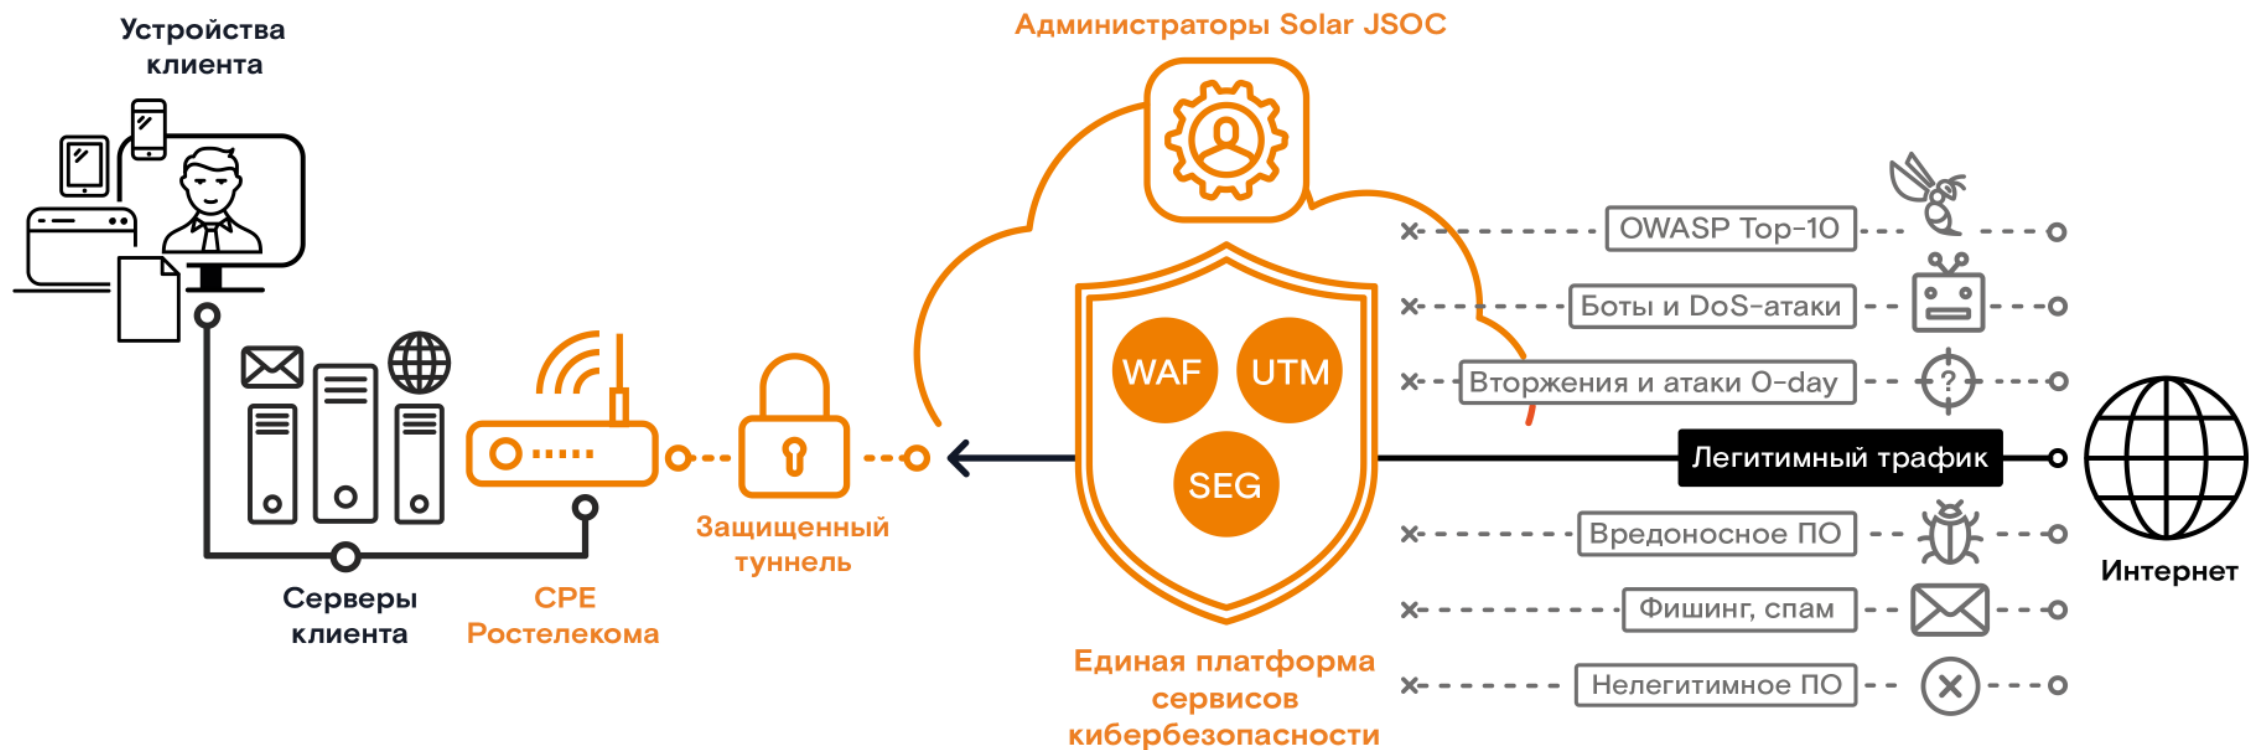 Устройства
клиента
Администраторы Solar JSOC
OWASP Top-10
Боты и DoS-атаки
WAF
UTM
Вторжения и атаки 0-day
?
SEG
Легитимный трафик
Защищенный
туннель
Вредоносное ПО
Интернет
Серверы
клиента
CPE
Ростелекома
Фишинг, спам
Единая платформа
сервисов
кибербезопасности
Нелегитимное ПО